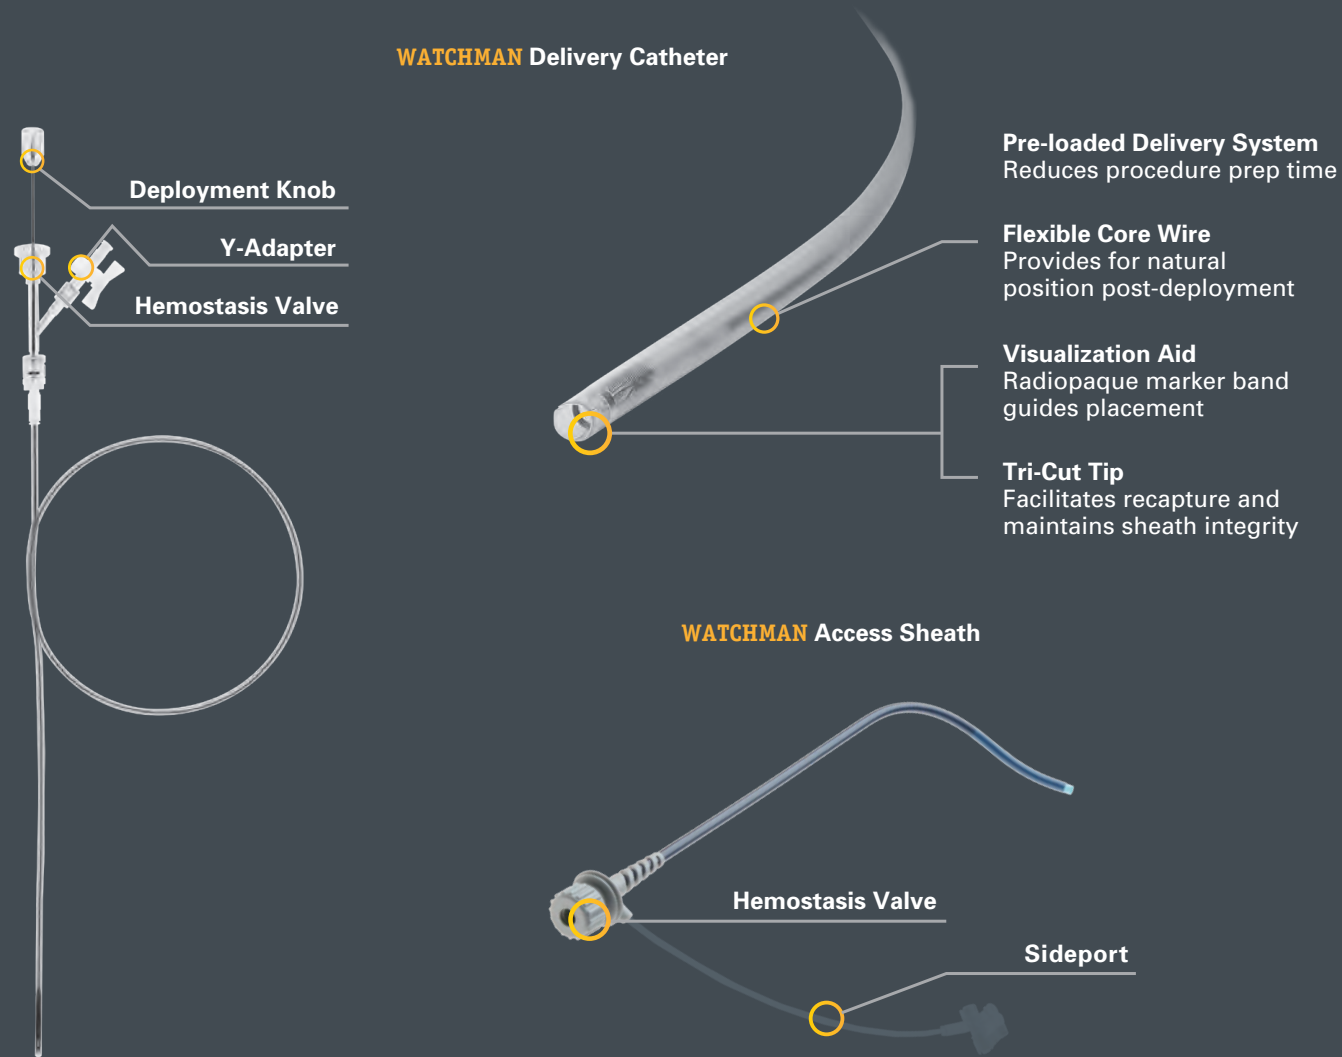 WATCHMAN Delivery Catheter
Deployment Knob
Y-Adapter
Hemostasis Valve
Pre-loaded Delivery System
Reduces procedure prep time
Flexible Core Wire
Provides for natural
position post-deployment
Visualization Aid
Radiopaque marker band
guides placement
Tri-Cut Tip
Facilitates recapture and
maintains sheath integrity
WATCHMAN Access Sheath
Hemostasis Valve
Sideport